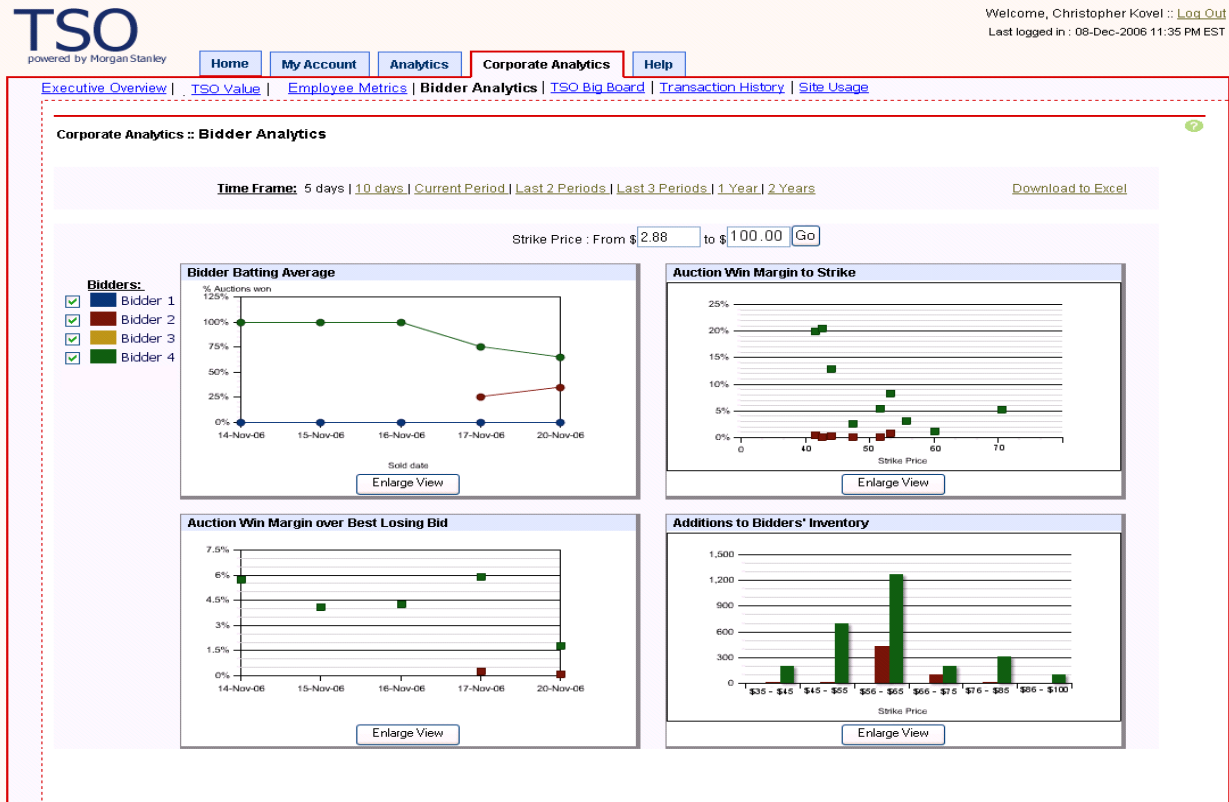 TSO
powered by Morgan Stanley
Welcome, Christopher Kovel :: Log Out
Last logged in : 08-Dec-2006 11:35 PM EST
Home My Account Analytics Corporate Analytics Help
Executive Overview | TSO Value | Employee Metrics | Bidder Analytics | TSO Big Board | Transaction History | Site Usage
Corporate Analytics :: Bidder Analytics
?
Time Frame: 5 days | 10 days | Current Period | Last 2 Periods | Last 3 Periods | 1 Year | 2 Years
Download to Excel
Strike Price : From $ 2.88 to $ 100.00 Go
Bidders:
Bidder 1
Bidder 2
Bidder 3
Bidder 4
Bidder Batting Average
% Auctions won
125%
100%
75%
50%
25%
0%
14-Nov-06 15-Nov-06 16-Nov-06 17-Nov-06 20-Nov-06
Sold date
Enlarge View
Auction Win Margin to Strike
25%
20%
15%
10%
5%
0%
0 40 50 60 70
Strike Price
Enlarge View
Auction Win Margin over Best Losing Bid
7.5%
6%
4.5%
3%
1.5%
0%
14-Nov-06 15-Nov-06 16-Nov-06 17-Nov-06 20-Nov-06
Enlarge View
Additions to Bidders' Inventory
1,500
1,200
900
600
300
0
$35 - $45 $45 - $55 $56 - $65 $66 - $75 $76 - $85 $86 - $100
Strike Price
Enlarge View